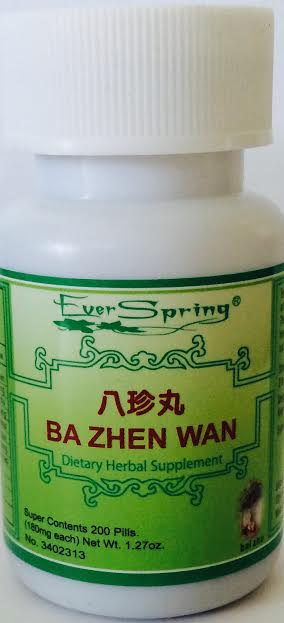 Ever Spring®
八珍丸
BA ZHEN WAN
Dietary Herbal Supplement
Super Contents 200 Pills.
(180mg each) Net Wt. 1.27oz.
No. 3402313